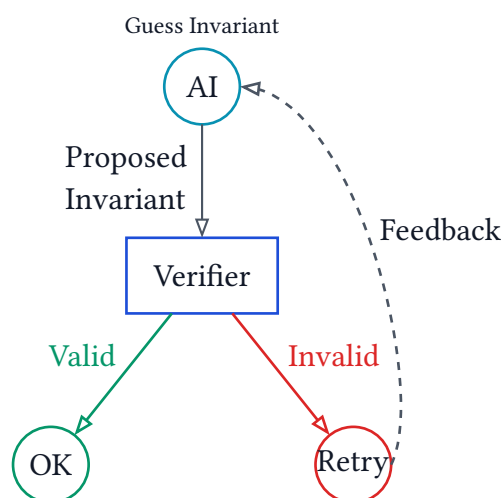 Guess Invariant
AI
Proposed
Invariant
Feedback
Verifier
Valid
Invalid
OK
Retry